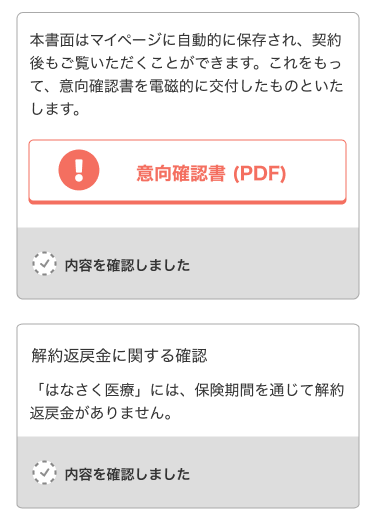 本書面はマイページに自動的に保存され、契約
後もご覧いただくことができます。これをもっ
て、意向確認書を電磁的に交付したものといた
します。
意向確認書 (PDF)
内容を確認しました
解約返戻金に関する確認
「はなさく医療」には、保険期間を通じて解約
返戻金がありません。
内容を確認しました